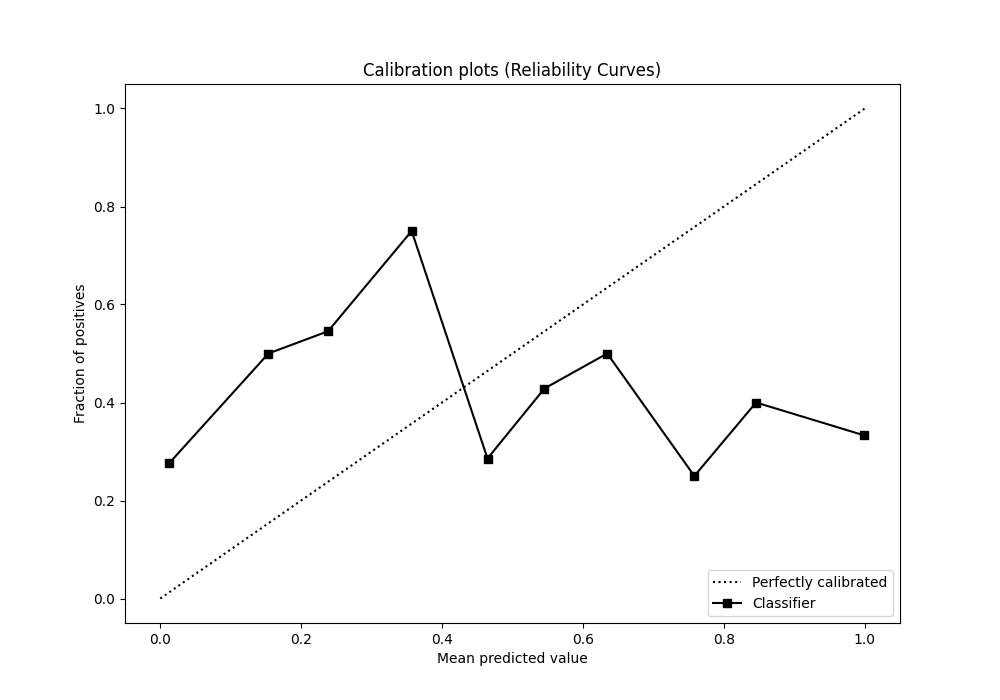 Calibration plots (Reliability Curves)
1.0
0.8
0.6
0.4
0.2
0.0
Fraction of positives
0.0 0.2 0.4 0.6 0.8 1.0
Mean predicted value
Perfectly calibrated
Classifier